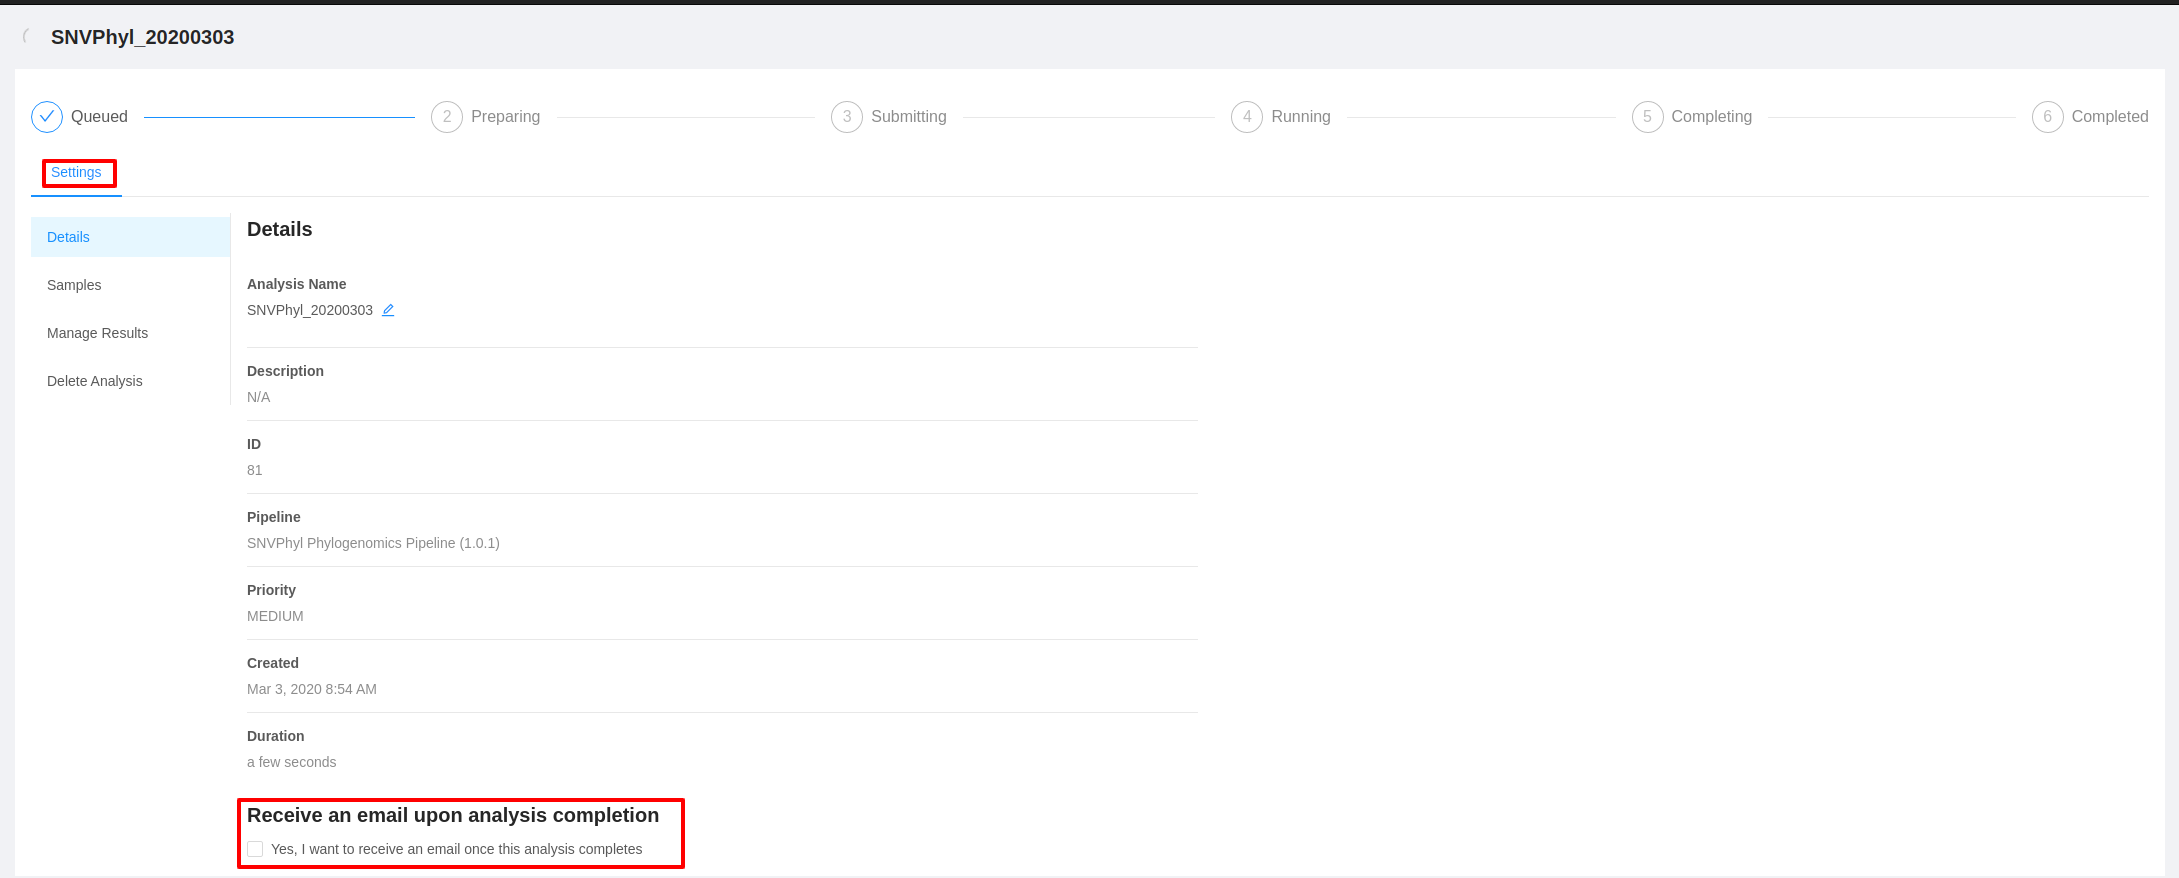 SNVPhyl_20200303
Queued
2 Preparing
3 Submitting
4 Running
5 Completing
6 Completed
Settings
Details
Samples
Manage Results
Delete Analysis
Details
Analysis Name
SNVPhyl_20200303
Description
N/A
ID
81
Pipeline
SNVPhyl Phylogenomics Pipeline (1.0.1)
Priority
MEDIUM
Created
Mar 3, 2020 8:54 AM
Duration
a few seconds
Receive an email upon analysis completion
Yes, I want to receive an email once this analysis completes